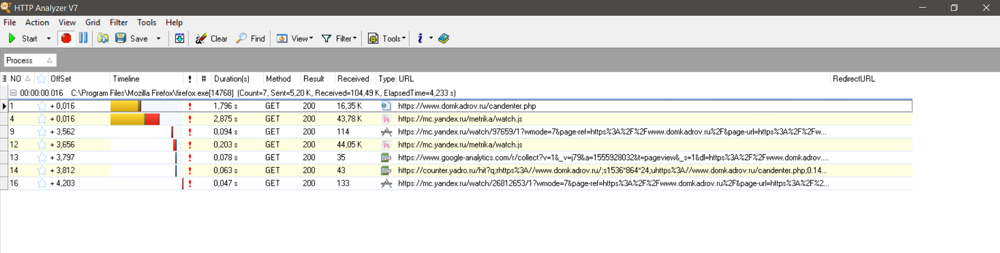 HTTP Analyzer V7
File Action View Grid Filter Tools Help
Start Save Clear Find View Filter Tools
Process
NO OffSet Timeline ! # Duration(s) Method Result Received Type URL RedirectURL
00:00:00.016 C:\Program Files\Mozilla Firefox\firefox.exe[14768] (Count=7, Sent=5,20 K, Received=104,49 K, ElapsedTime=4,233 s)
1 + 0,016 ! 1,796 s GET 200 16,35 K https://www.domkadrov.ru/candenter.php
4 + 0,016 ! 2,875 s GET 200 43,78 K https://mc.yandex.ru/metrika/watch.js
9 + 3,562 ! 0,094 s GET 200 114 https://mc.yandex.ru/watch/97659/1?wmode=7&page-ref=https%3A%2F%2Fwww.domkadrov.ru%2F&page-url=https%3A%2F%2Fw...
12 + 3,656 ! 0,203 s GET 200 44,05 K https://mc.yandex.ru/metrika/watch.js
13 + 3,797 ! 0,078 s GET 200 35 https://www.google-analytics.com/r/collect?v=1&_v=j79&a=1555928032&t=pageview&_s=1&dl=https%3A%2F%2Fwww.domkadrov....
14 + 3,812 ! 0,063 s GET 200 43 https://counter.yadro.ru/hit?q;rhttps%3A//www.domkadrov.ru/;s1536*864*24;uhttps%3A//www.domkadrov.ru/candenter.php;0.14...
16 + 4,203 ! 0,047 s GET 200 133 https://mc.yandex.ru/watch/26812653/1?wmode=7&page-ref=https%3A%2F%2Fwww.domkadrov.ru%2F&page-url=https%3A%2F%2...